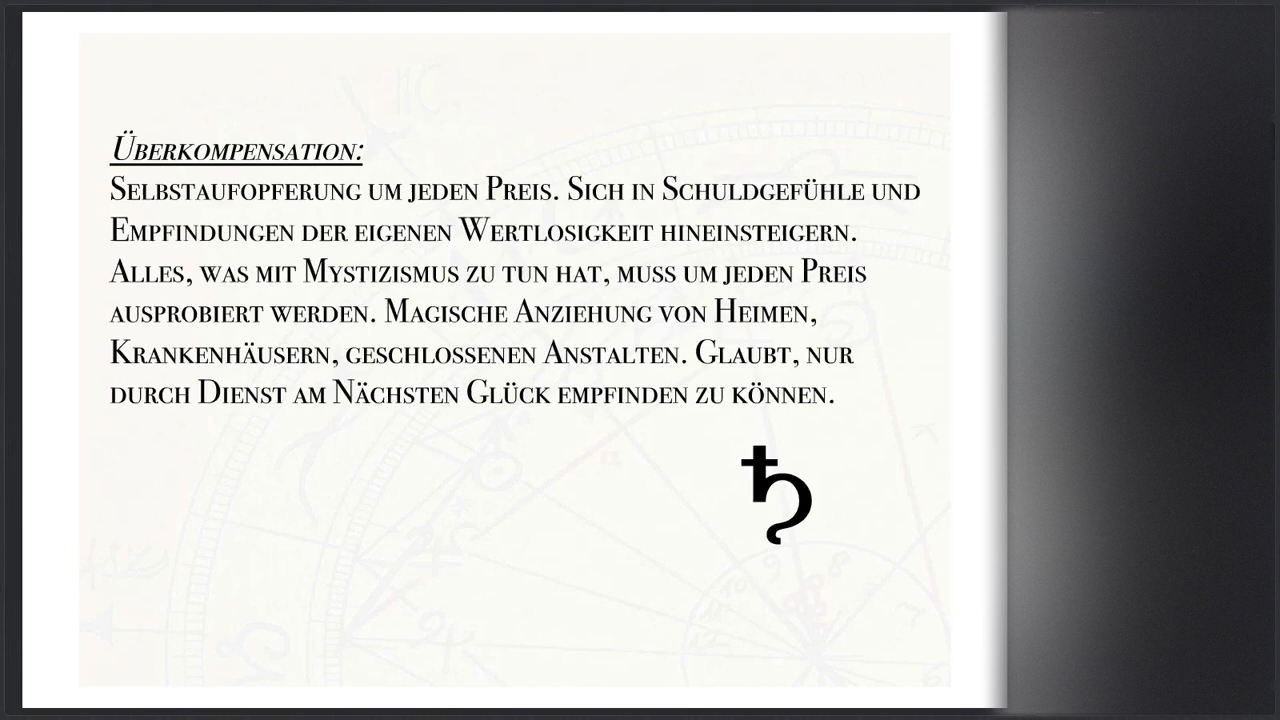 Überkompensation:
Selbstaufopferung um jeden Preis. Sich in Schuldgefühle und
Empfindungen der eigenen Wertlosigkeit hineinsteigern.
Alles, was mit Mystizismus zu tun hat, muss um jeden Preis
ausprobiert werden. Magische Anziehung von Heimen,
Krankenhäusern, geschlossenen Anstalten. Glaubt, nur
durch Dienst am Nächsten Glück empfinden zu können.
♄